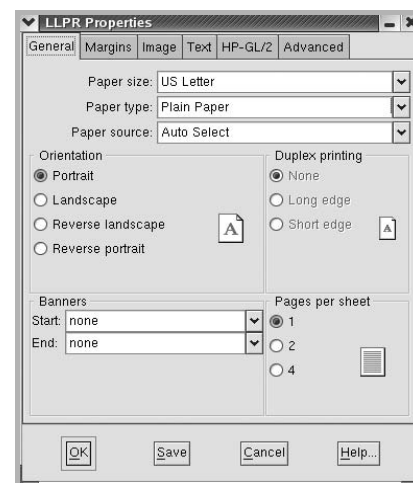 LLPR Properties
General Margins Image Text HP-GL/2 Advanced
Paper size: US Letter
Paper type: Plain Paper
Paper source: Auto Select
Orientation
Portrait
Landscape
Reverse landscape
Reverse portrait
A
Duplex printing
None
Long edge
Short edge
A
Banners
Start: none
End: none
Pages per sheet
1
2
4
OK Save Cancel Help...